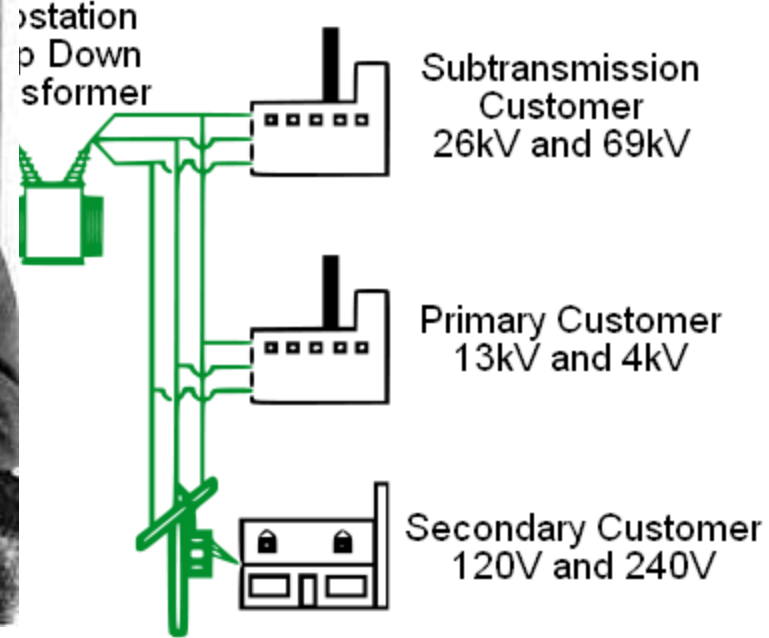 ostation
p Down
sformer
Subtransmission
Customer
26kV and 69kV
Primary Customer
13kV and 4kV
Secondary Customer
120V and 240V